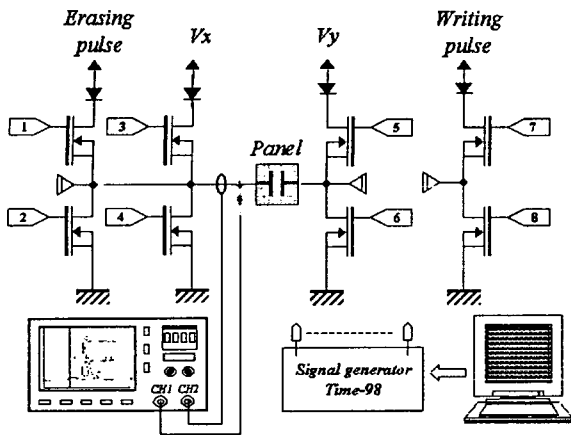 Erasing
pulse
Vx
Vy
Writing
pulse
1
3
5
7
Panel
2
4
6
8
0000
CH1 CH2
Signal generator
Time-98